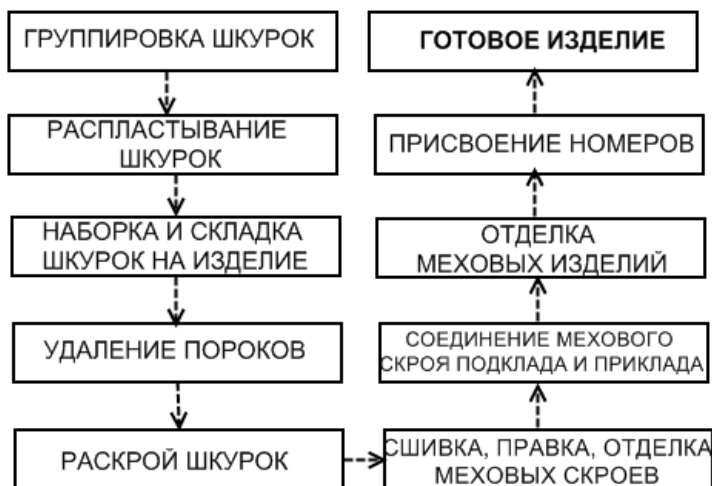 ГРУППИРОВКА ШКУРОК
РАСПЛАСТЫВАНИЕ
ШКУРОК
НАБОРКА И СКЛАДКА
ШКУРОК НА ИЗДЕЛИЕ
УДАЛЕНИЕ ПОРОКОВ
РАСКРОЙ ШКУРОК
СШИВКА, ПРАВКА, ОТДЕЛКА
МЕХОВЫХ СКРОЕВ
СОЕДИНЕНИЕ МЕХОВОГО
СКРОЯ ПОДКЛАДА И ПРИКЛАДА
ОТДЕЛКА
МЕХОВЫХ ИЗДЕЛИЙ
ПРИСВОЕНИЕ НОМЕРОВ
ГОТОВОЕ ИЗДЕЛИЕ